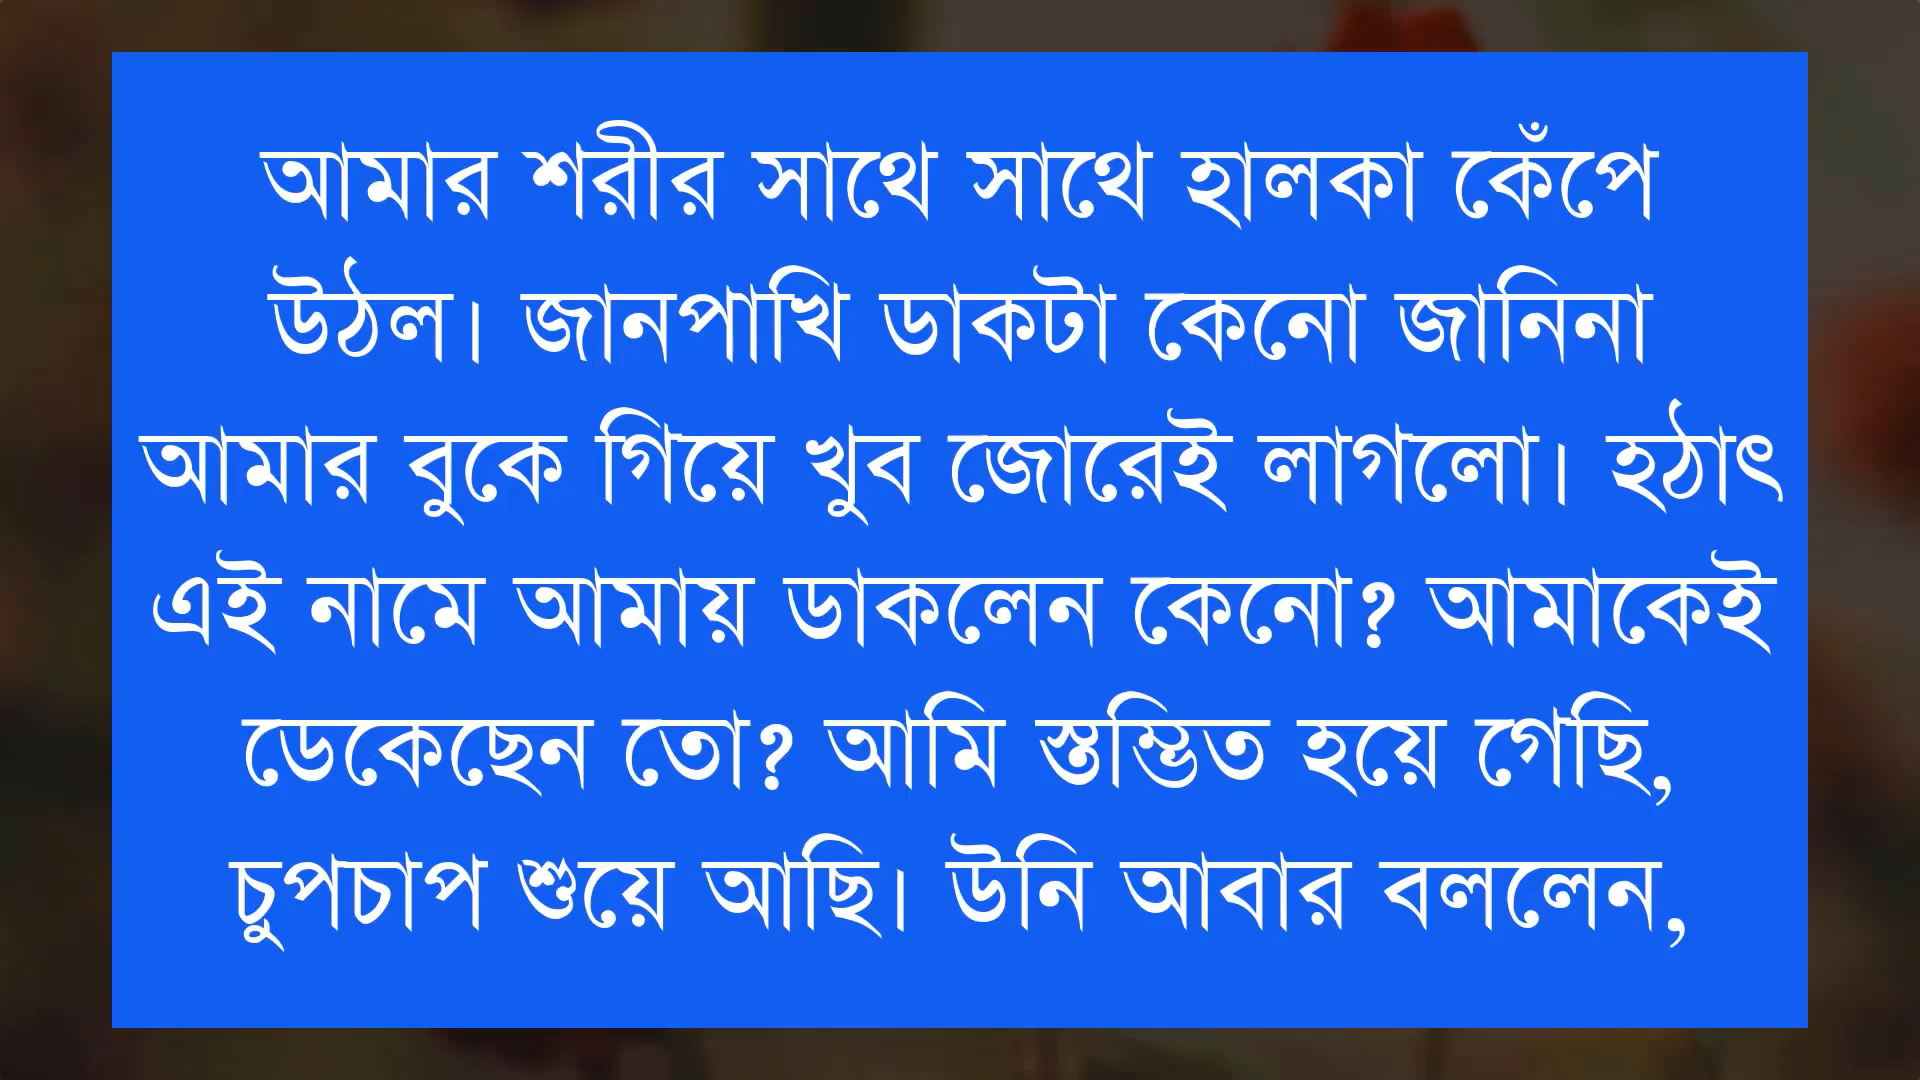 আমার শরীর সাথে সাথে হালকা কেঁপে
উঠল। জানপাখি ডাকটা কেনো জানিনা
আমার বুকে গিয়ে খুব জোরেই লাগলো। হঠাৎ
এই নামে আমায় ডাকলেন কেনো? আমাকেই
ডেকেছেন তো? আমি স্তম্ভিত হয়ে গেছি,
চুপচাপ শুয়ে আছি। উনি আবার বললেন,